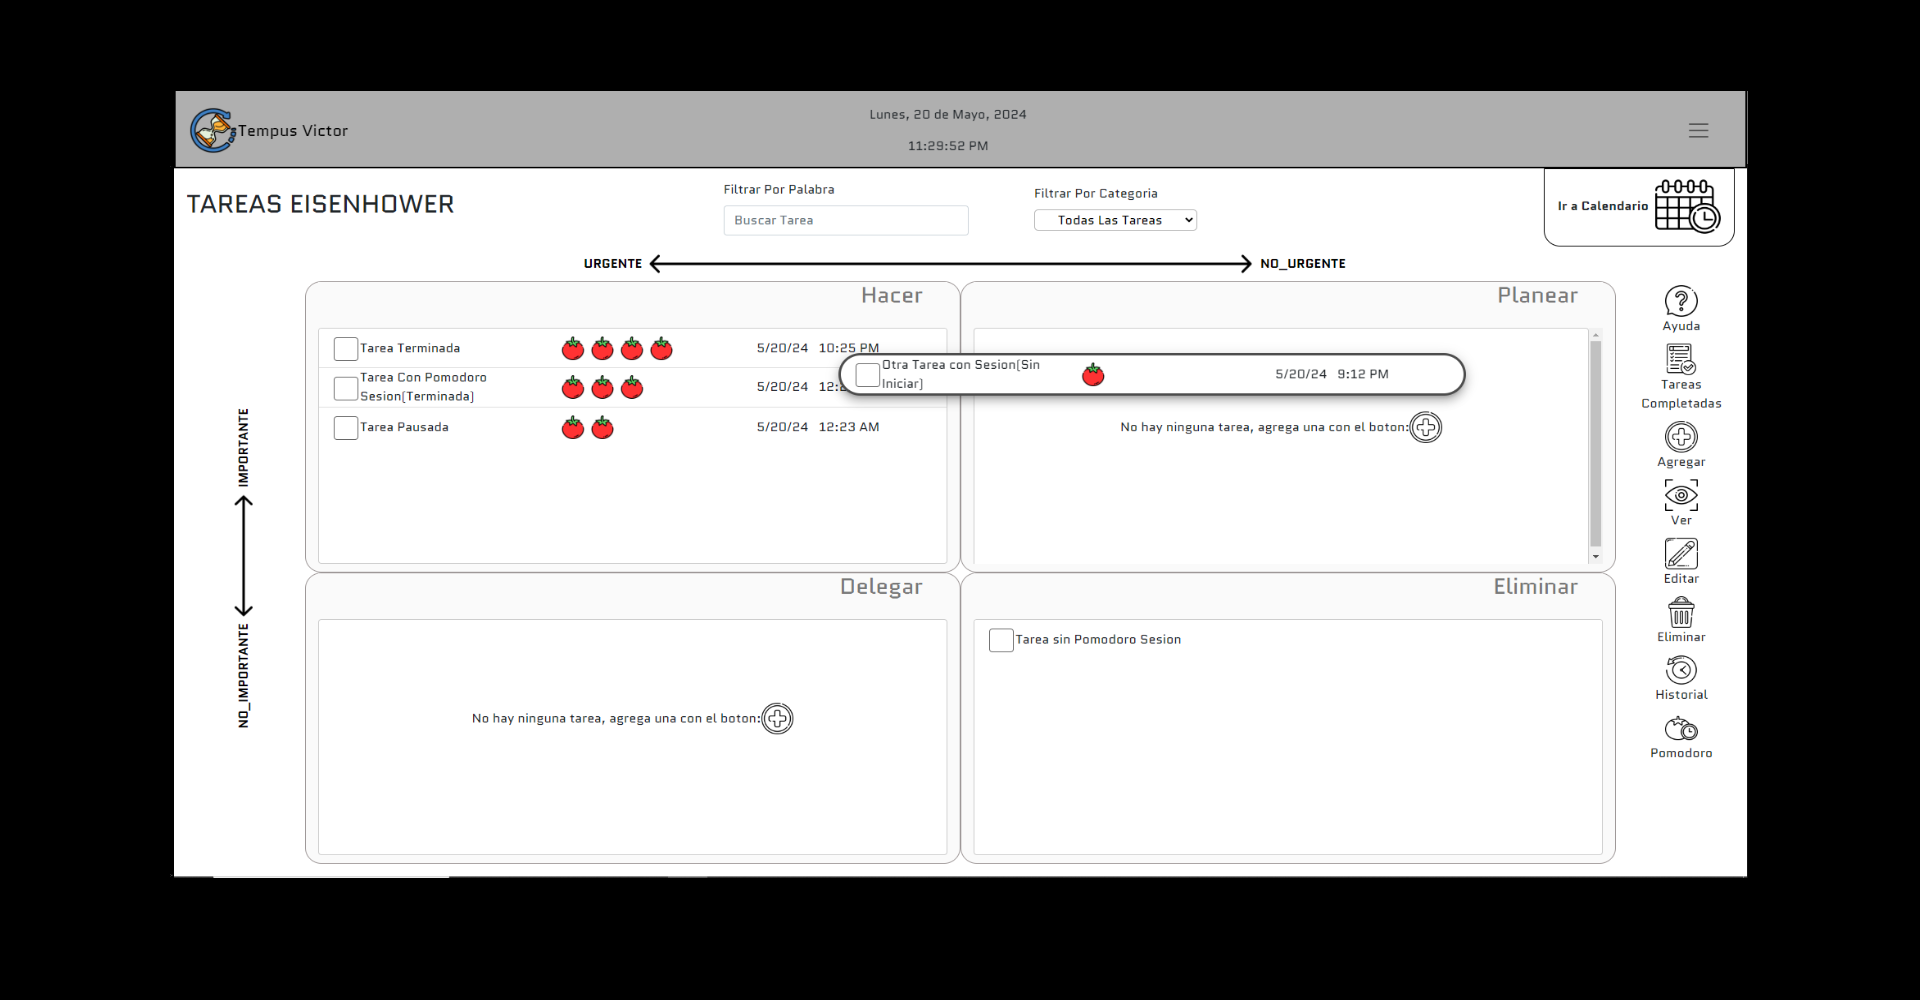 Tempus Victor
Lunes, 20 de Mayo, 2024
11:29:52 PM
TAREAS EISENHOWER
Filtrar Por Palabra
Buscar Tarea
Filtrar Por Categoria
Todas Las Tareas
Ir a Calendario
URGENTE
NO_URGENTE
IMPORTANTE
NO_IMPORTANTE
Hacer
Tarea Terminada
5/20/24 10:25 PM
Tarea Con Pomodoro
Sesion(Terminada)
5/20/24
Tarea Pausada
5/20/24 12:23 AM
Planear
Otra Tarea con Sesion(Sin
Iniciar)
5/20/24 9:12 PM
No hay ninguna tarea, agrega una con el boton:
Delegar
No hay ninguna tarea, agrega una con el boton:
Eliminar
Tarea sin Pomodoro Sesion
Ayuda
Tareas
Completadas
Agregar
Ver
Editar
Eliminar
Historial
Pomodoro